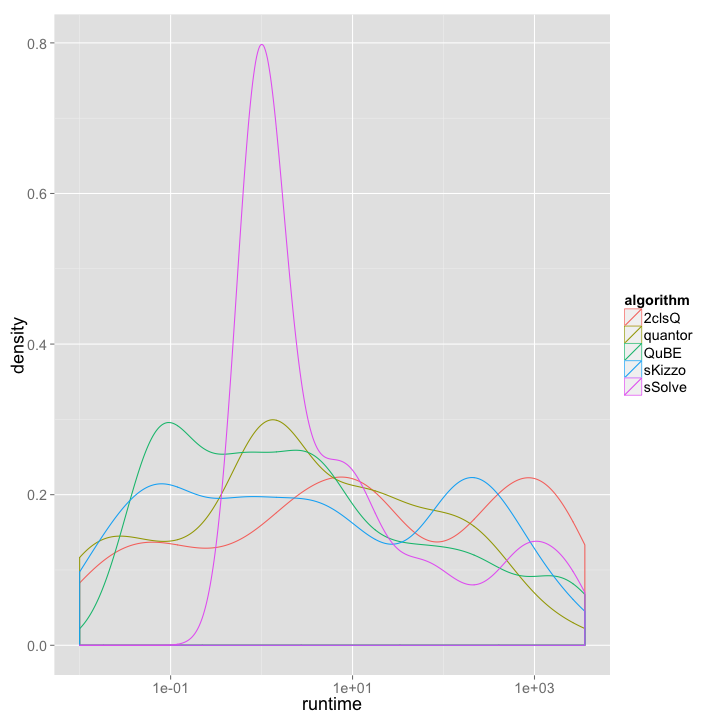 0.8
0.6
0.4
0.2
0.0
density
1e-01
1e+01
1e+03
runtime
algorithm
2clsQ
quantor
QuBE
sKizzo
sSolve